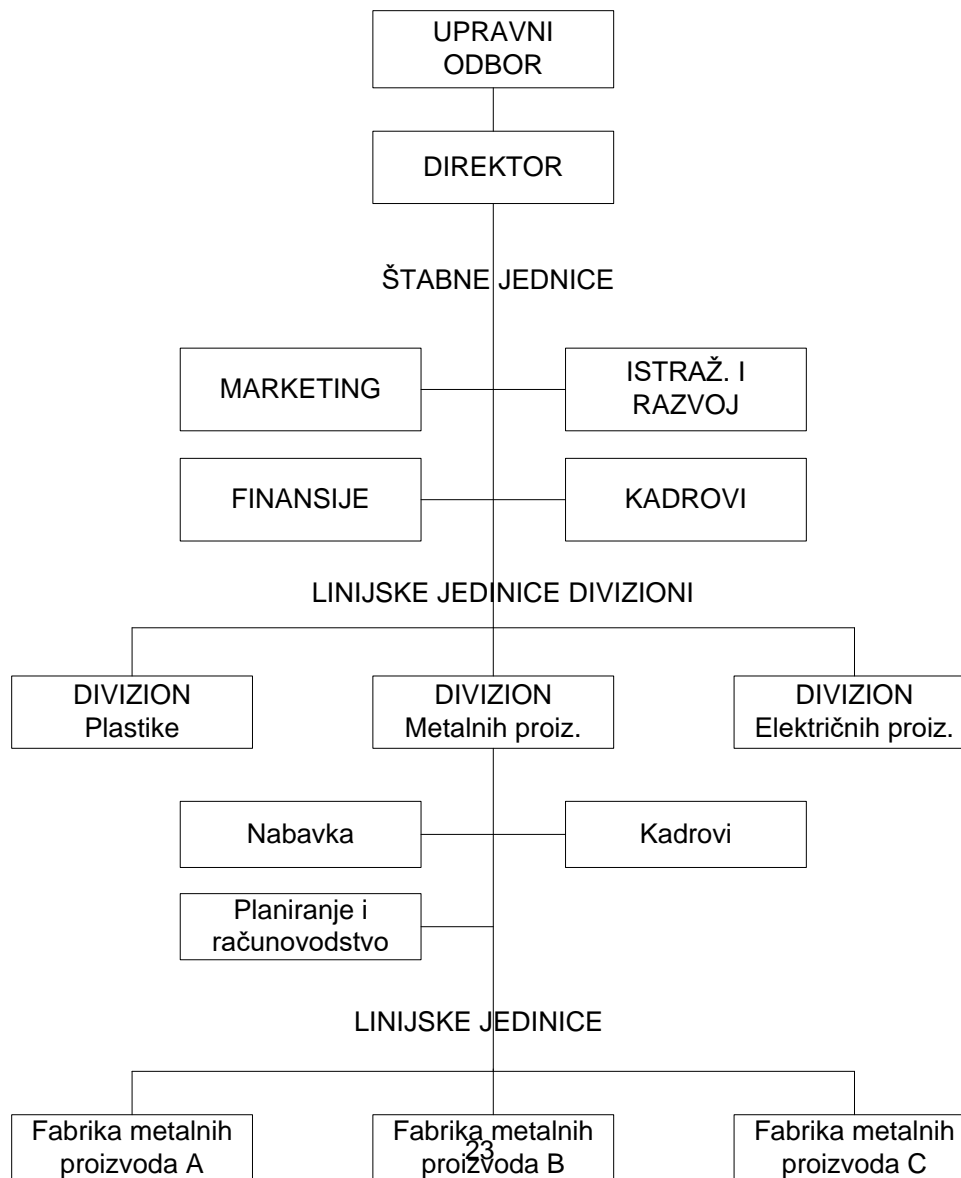 UPRAVNI
ODBOR
DIREKTOR
ŠTABNE JEDNICE
MARKETING
ISTRAŽ. I
RAZVOJ
FINANSIJE
KADROVI
LINIJSKE JEDINICE DIVIZIONI
DIVIZION
Plastike
DIVIZION
Metalnih proiz.
DIVIZION
Električnih proiz.
Nabavka
Kadrovi
Planiranje i
računovodstvo
LINIJSKE JEDINICE
Fabrika metalnih
proizvoda A
Fabrika metalnih
proizvoda B
Fabrika metalnih
proizvoda C
23